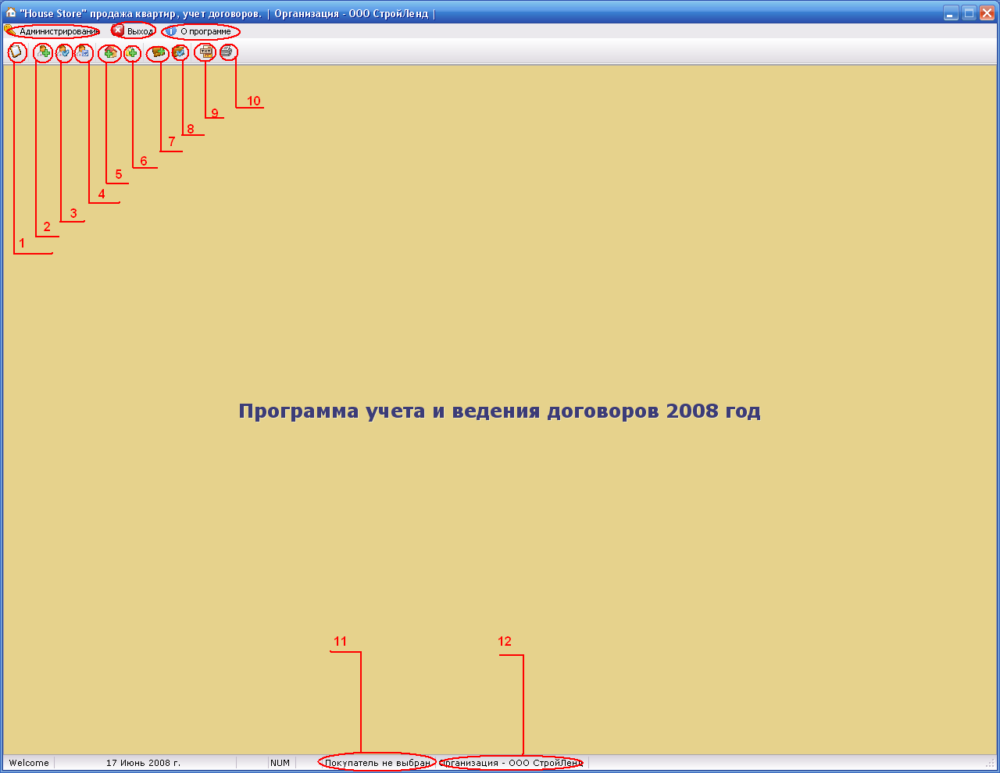 "House Store" продажа квартир, учет договоров. | Организация - ООО СтройЛенд |
Администрирование Выход О программе
10
9
8
7
6
5
4
3
2
1
Программа учета и ведения договоров 2008 год
11 12
Welcome 17 Июнь 2008 г. NUM Покупатель не выбран Организация - ООО СтройЛенд